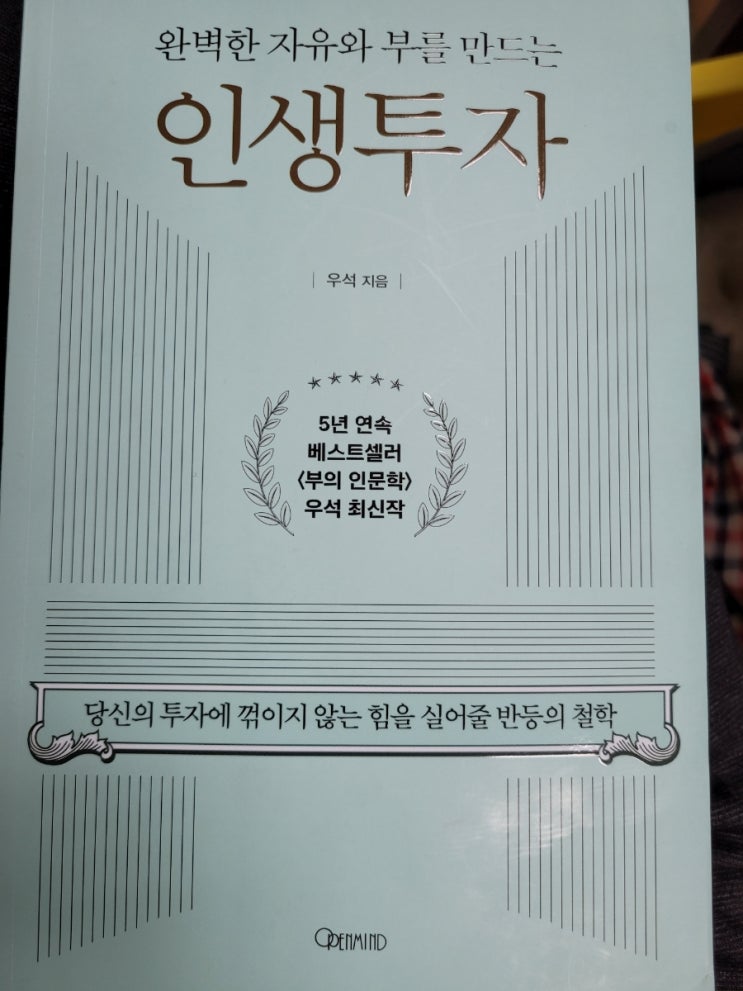 완벽한 자유와 부를 만드는
인생투자
| 우석 지음 |
5년 연속
베스트셀러
〈부의 인문학〉
우석 최신작
당신의 투자에 꺾이지 않는 힘을 실어줄 반등의 철학
OPENMIND